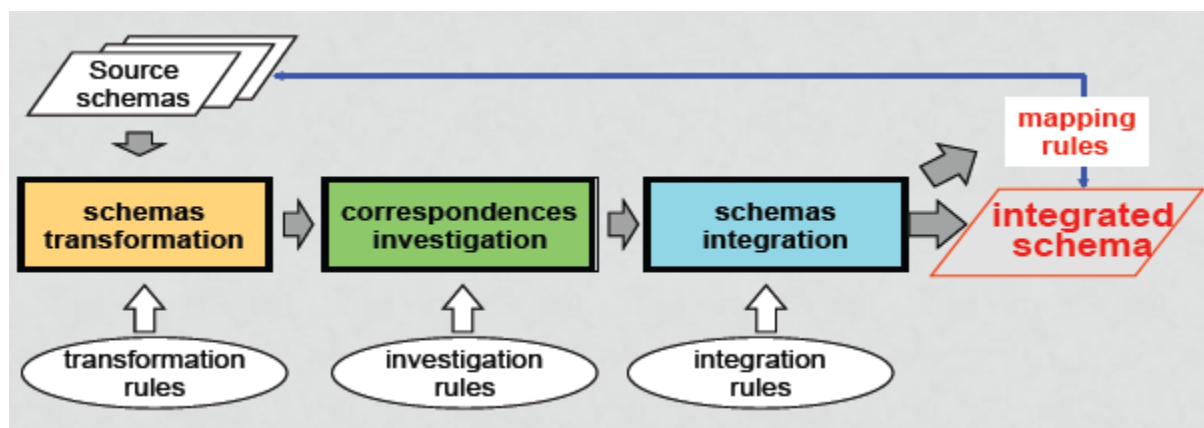 Source
schemas
mapping
rules
schemas
transformation
correspondences
investigation
schemas
integration
integrated
schema
transformation
rules
investigation
rules
integration
rules